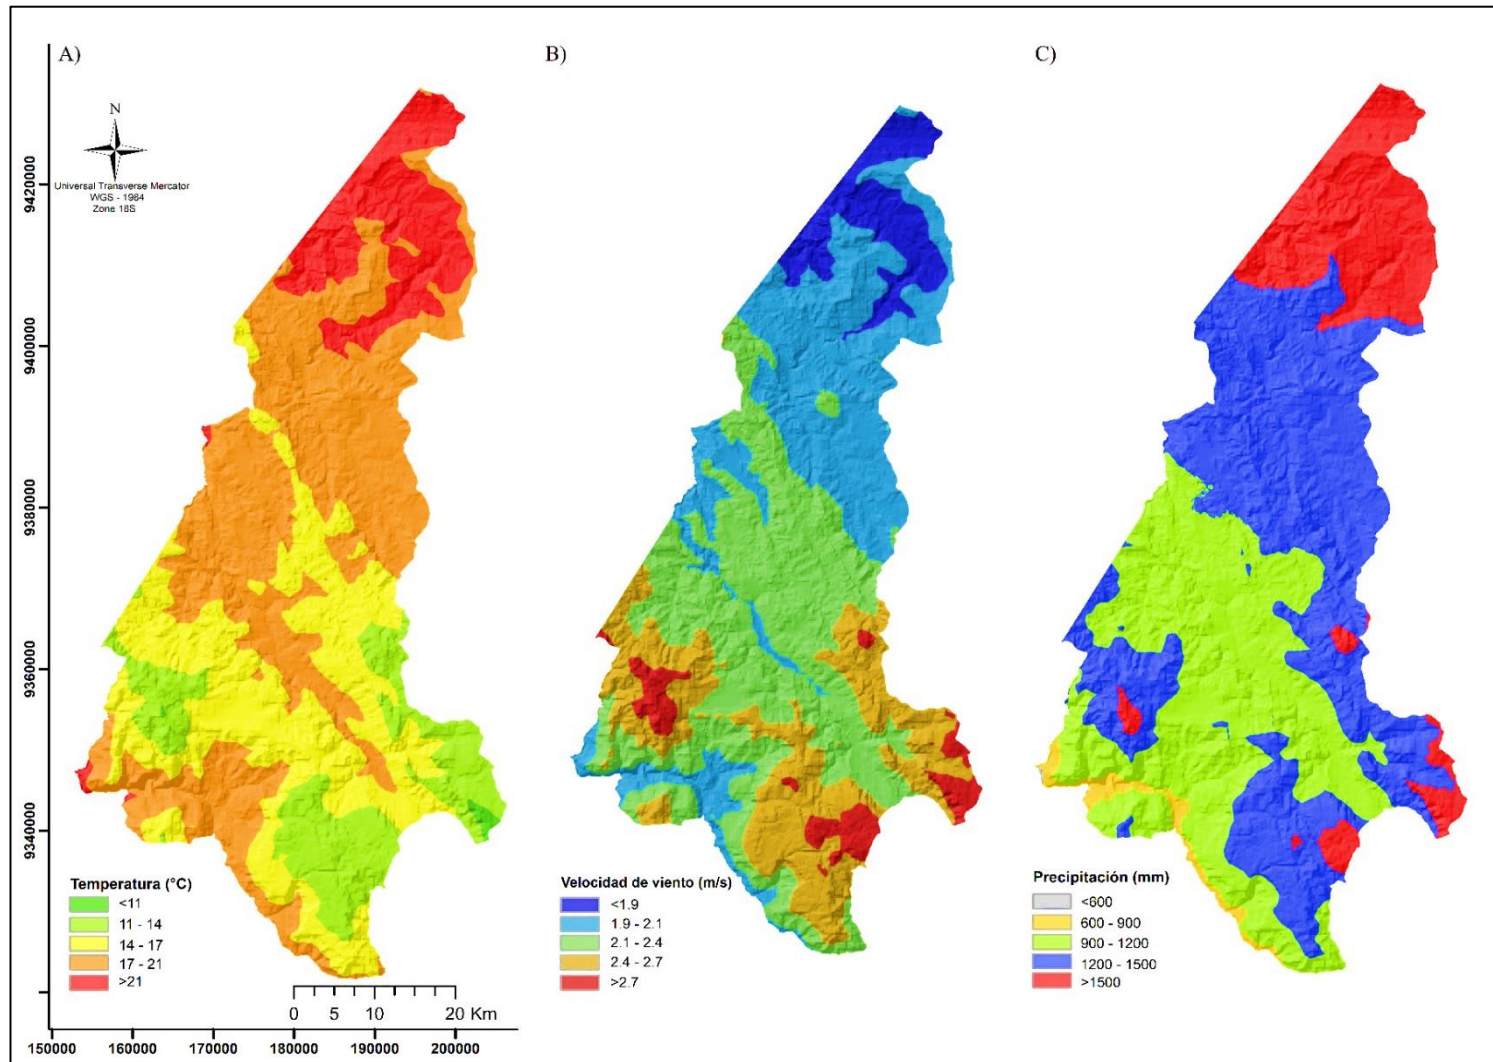 A)
B)
C)
N
Universal Transverse Mercator
WGS - 1984
Zone 18S
9420000
9400000
9380000
9360000
9340000
Temperatura (°C)
<11
11 - 14
14 - 17
17 - 21
>21
0 5 10 20 Km
Velocidad de viento (m/s)
<1.9
1.9 - 2.1
2.1 - 2.4
2.4 - 2.7
>2.7
Precipitación (mm)
<600
600 - 900
900 - 1200
1200 - 1500
>1500
150000 160000 170000 180000 190000 200000